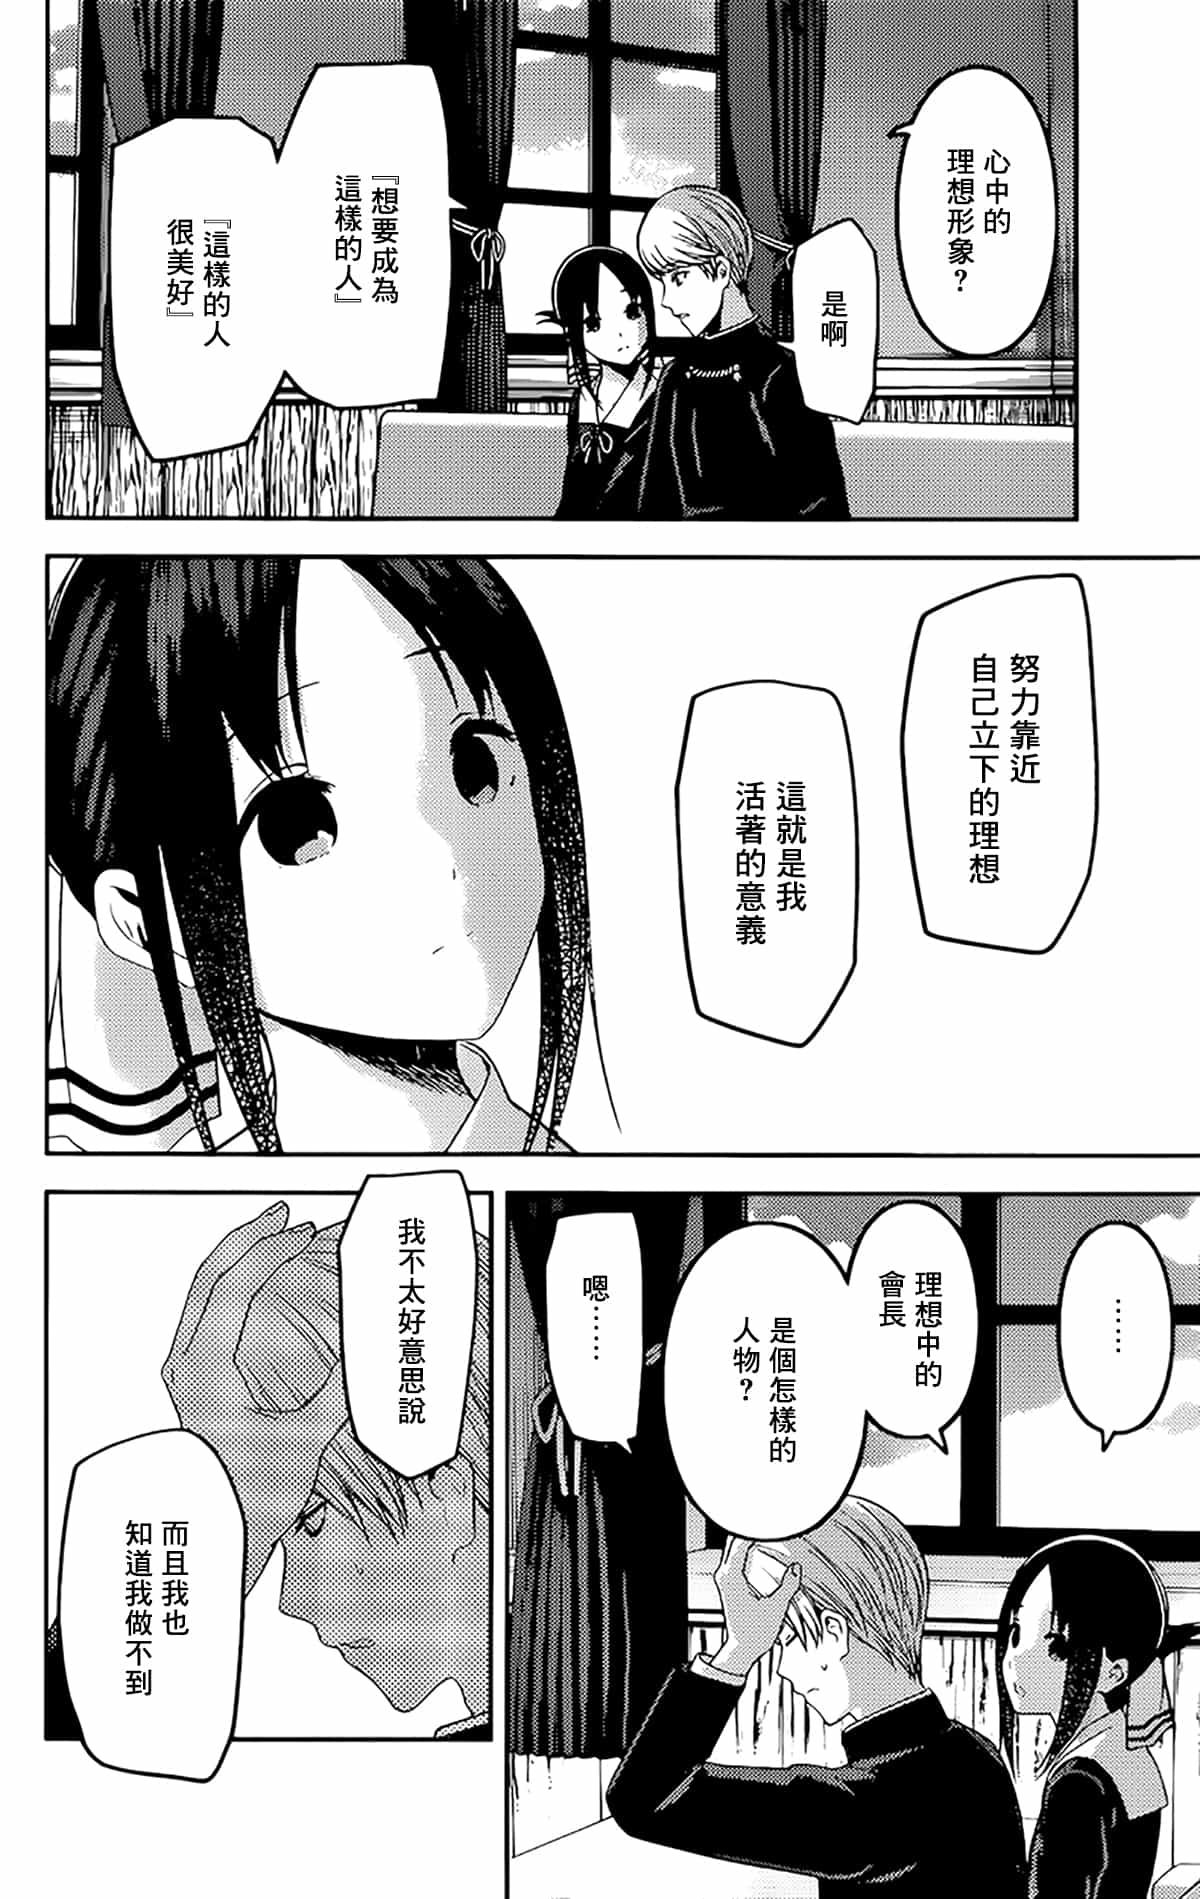 心中的
理想形象?
是啊
『想要成為
這樣的人』
『這樣的人
很美好』
努力靠近
自己立下的理想
這就是我
活著的意義
……
理想中的
會長
是個怎樣的
人物?
嗯……
我不太好意思說
而且我也
知道我做不到